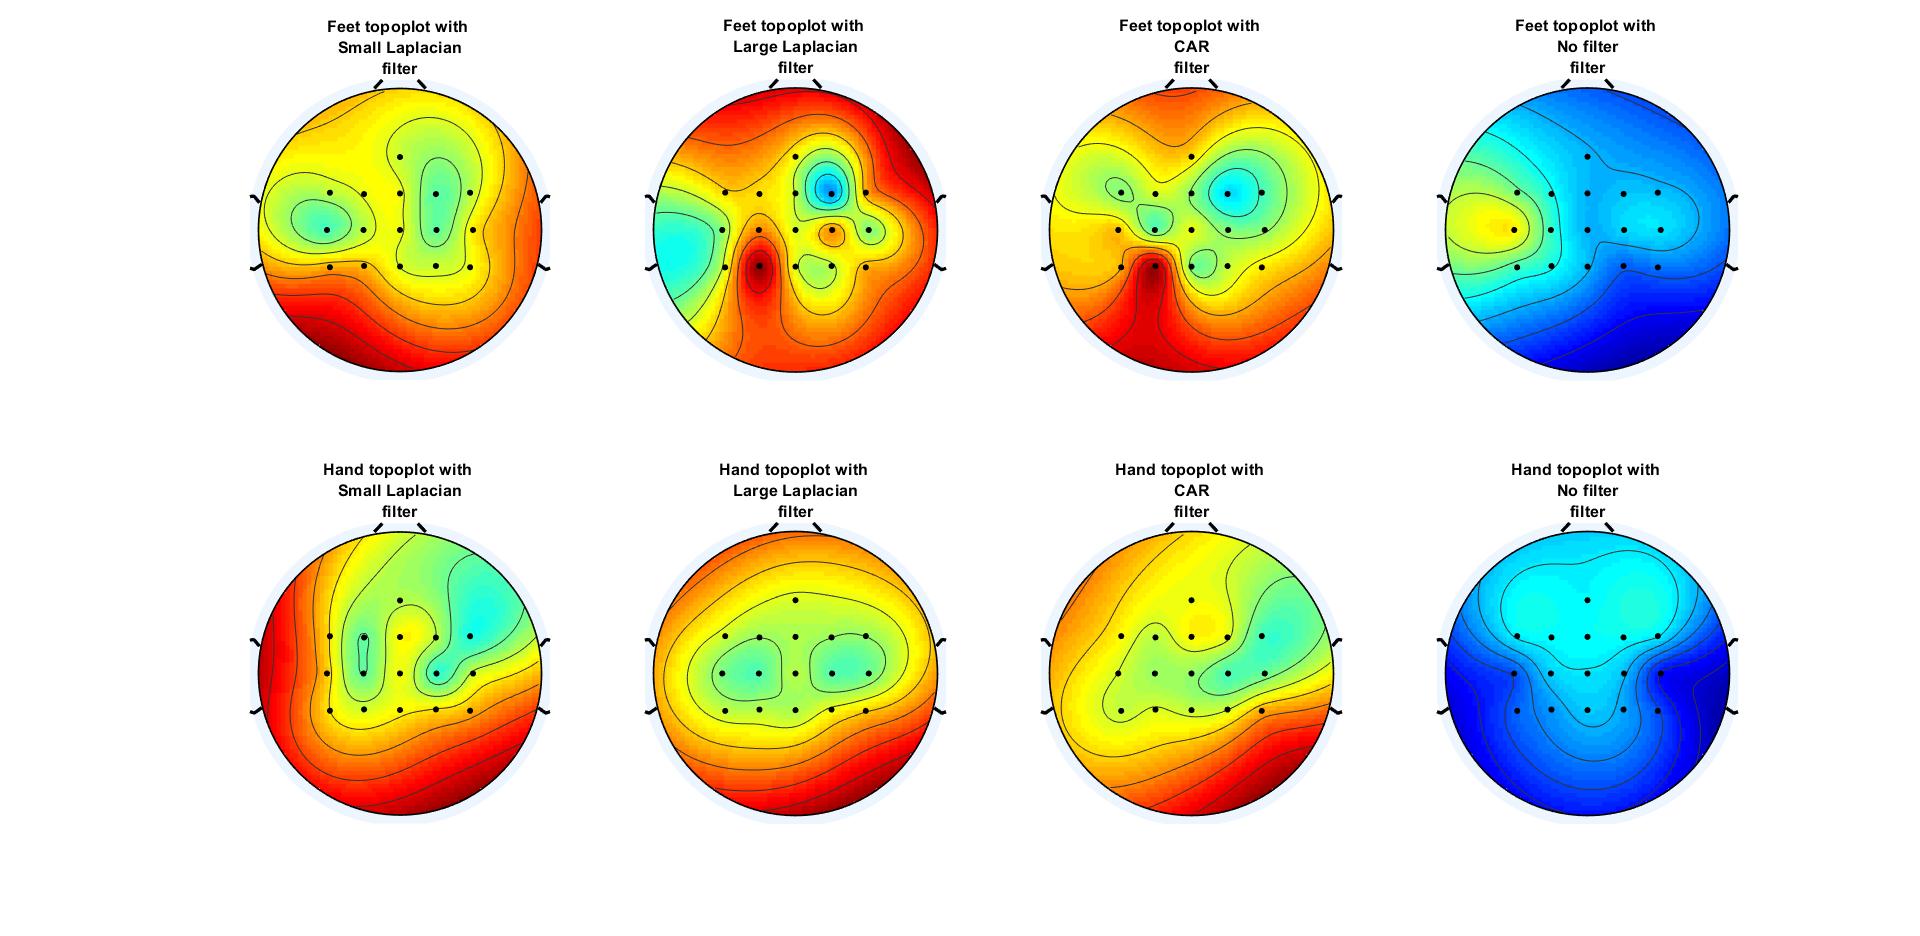 Feet topoplot with
Small Laplacian
filter
Feet topoplot with
Large Laplacian
filter
Feet topoplot with
CAR
filter
Feet topoplot with
No filter
filter
Hand topoplot with
Small Laplacian
filter
Hand topoplot with
Large Laplacian
filter
Hand topoplot with
CAR
filter
Hand topoplot with
No filter
filter